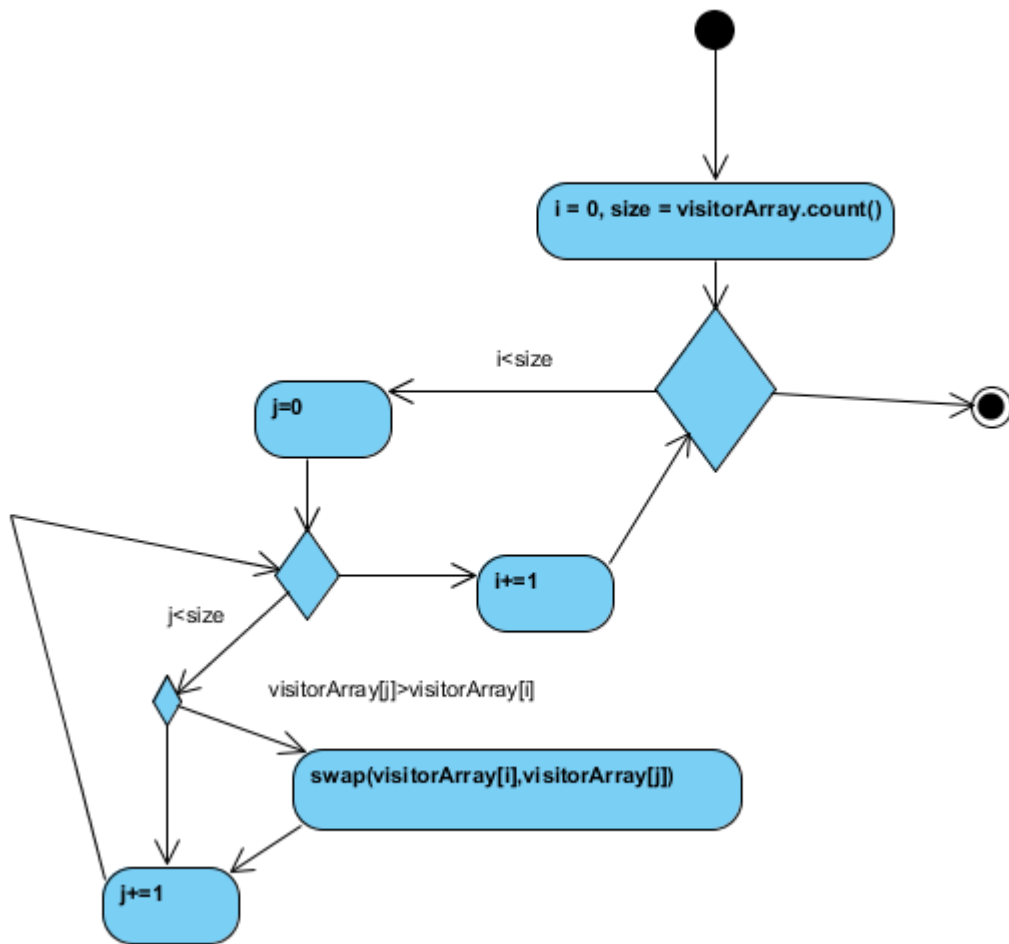 i = 0, size = visitorArray.count()
i<size
j=0
i+=1
j<size
visitorArray[j]>visitorArray[i]
swap(visitorArray[i],visitorArray[j])
j+=1